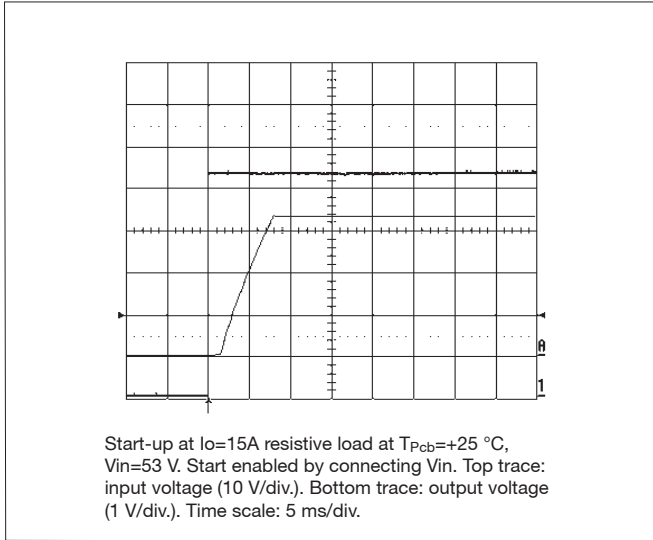 A
1
Start-up at Io=15A resistive load at TPcb=+25 °C,
Vin=53 V. Start enabled by connecting Vin. Top trace:
input voltage (10 V/div.). Bottom trace: output voltage
(1 V/div.). Time scale: 5 ms/div.